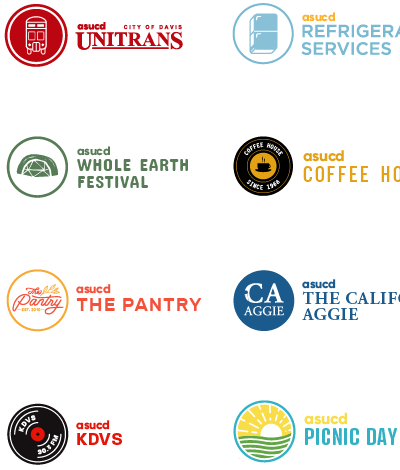 asucd CITY OF DAVIS
UNITRANS
asucd
REFRIGERA
SERVICES
asucd
WHOLE EARTH
FESTIVAL
COFFEE HOUSE
SINCE 1968
asucd
COFFEE HO
The
Pantry
EST. 2010
asucd
THE PANTRY
CA
AGGIE
asucd
THE CALIFO
AGGIE
KDVS
90.3 FM
asucd
KDVS
asucd
PICNIC DAY